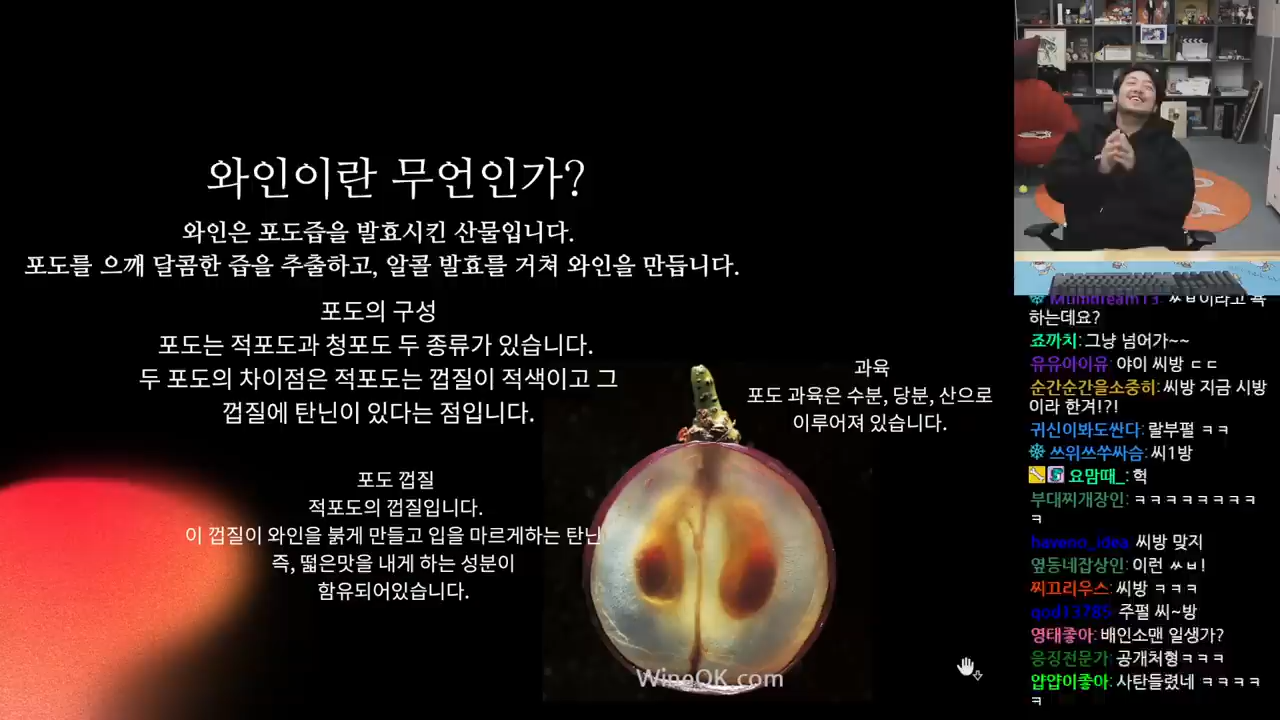 와인이란 무언인가?
와인은 포도즙을 발효시킨 산물입니다.
포도를 으깨 달콤한 즙을 추출하고, 알콜 발효를 거쳐 와인을 만듭니다.
포도의 구성
포도는 적포도과 청포도 두 종류가 있습니다.
두 포도의 차이점은 적포도는 껍질이 적색이고 그
껍질에 탄닌이 있다는 점입니다.
과육
포도 과육은 수분, 당분, 산으로
이루어져 있습니다.
포도 껍질
적포도의 껍질입니다.
이 껍질이 와인을 붉게 만들고 입을 마르게하는 탄닌
즉, 떫은맛을 내게 하는 성분이
함유되어있습니다.
WineOK.com
ㅆㅂ이라고 욕
하는데요?
죠까치: 그냥 넘어가~~
유유아이유: 야이 씨방 ㄷㄷ
순간순간을소중히: 씨방 지금 시방
이라 한겨!?!
귀신이봐도싼다: 랄부펄 ㅋㅋ
쓰위쓰쑤싸슴: 씨1방
요맘때_: 헉
부대찌개장인: ㅋㅋㅋㅋㅋㅋㅋㅋ
ㅋ
haveno_idea: 씨방 맞지
옆동네잡상인: 이런 ㅆㅂ!
찌끄리우스: 씨방 ㅋㅋㅋ
qod13785: 주펄 씨~방
영태좋아: 배인소맨 일생가?
응징전문가: 공개처형ㅋㅋㅋ
얍얍이좋아: 사탄들렸네 ㅋㅋㅋㅋ
ㅋ